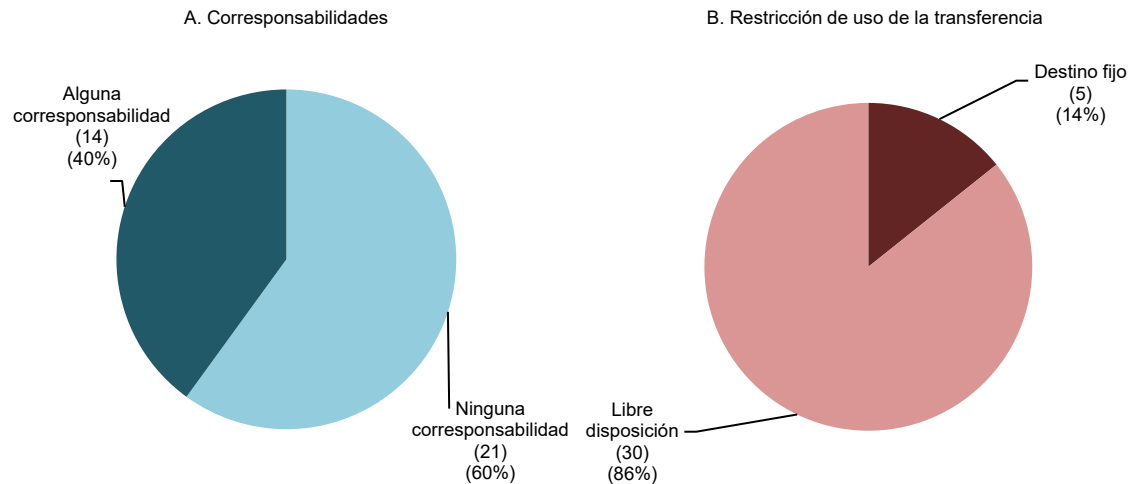 A. Corresponsabilidades
Alguna
corresponsabilidad
(14)
(40%)
Ninguna
corresponsabilidad
(21)
(60%)
B. Restricción de uso de la transferencia
Destino fijo
(5)
(14%)
Libre
disposición
(30)
(86%)